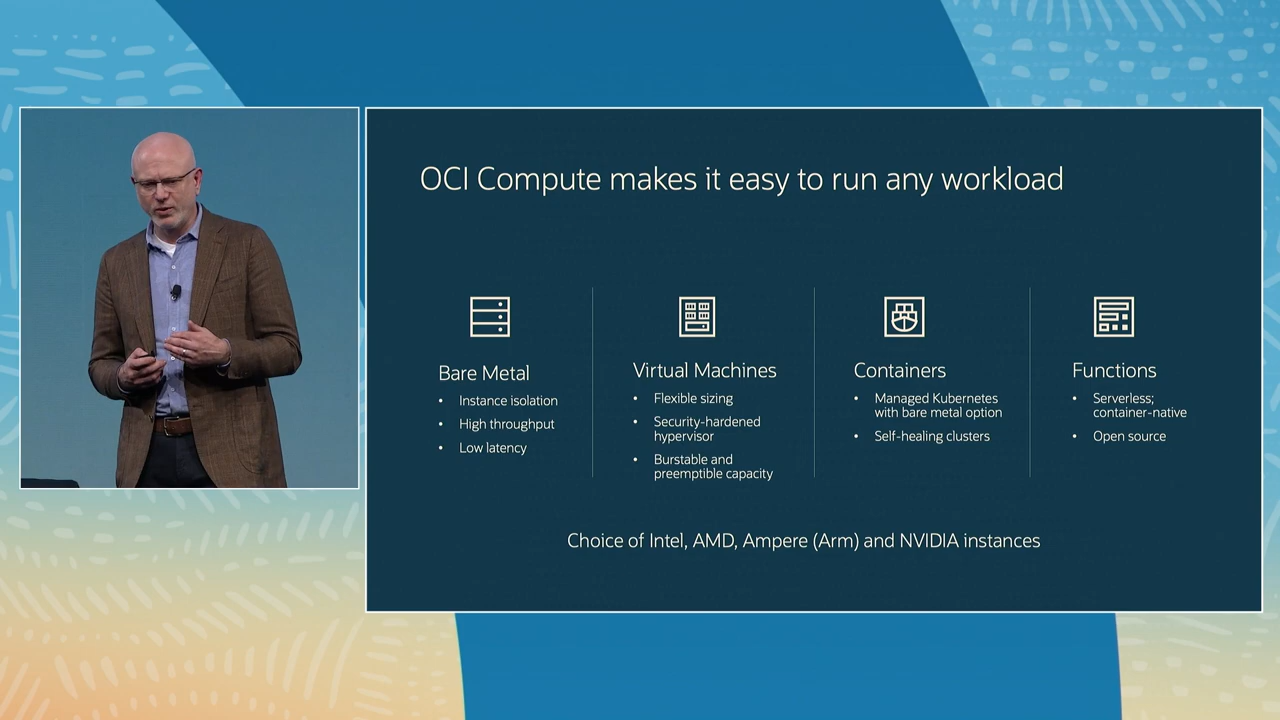 OCI Compute makes it easy to run any workload
Bare Metal
• Instance isolation
• High throughput
• Low latency
Virtual Machines
• Flexible sizing
• Security-hardened
hypervisor
• Burstable and
preemptible capacity
Containers
• Managed Kubernetes
with bare metal option
• Self-healing clusters
Functions
• Serverless;
container-native
• Open source
Choice of Intel, AMD, Ampere (Arm) and NVIDIA instances